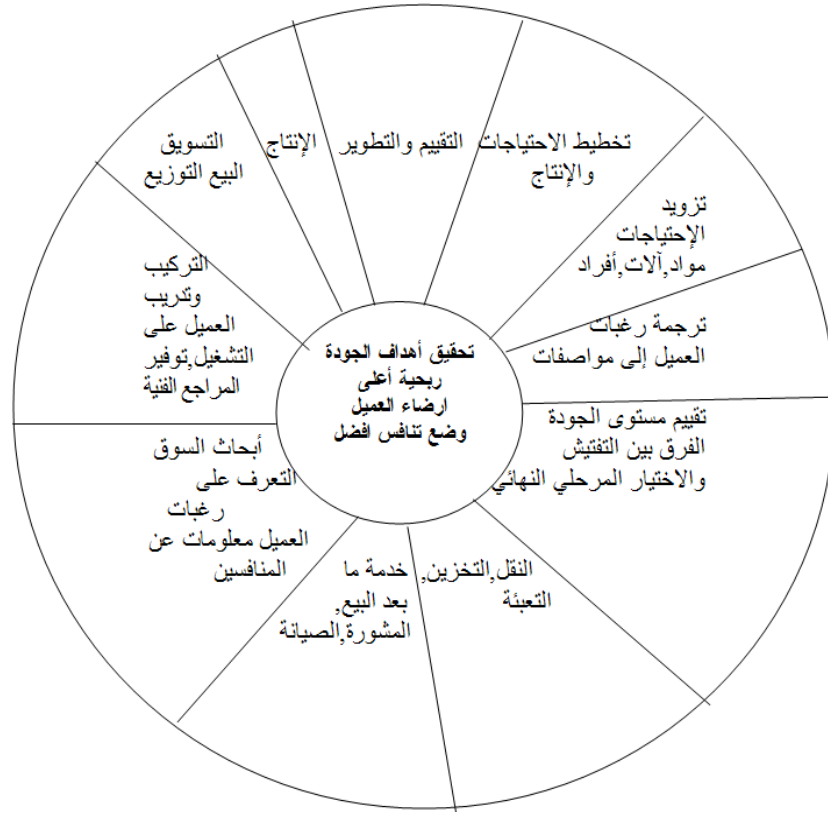 تحقيق أهداف الجودة
ربحية أعلى
ارضاء العميل
وضع تنافس افضل
التقييم والتطوير
تخطيط الاحتياجات
والإنتاج
تزويد
الإحتياجات
مواد,آلات,أفراد
ترجمة رغبات
العميل إلى مواصفات
تقييم مستوى الجودة
الفرق بين التفتيش
والاختيار المرحلي النهائي
النقل,التخزين,
التعبئة
خدمة ما
بعد البيع,
المشورة,الصيانة
أبحاث السوق
التعرف على
رغبات
العميل معلومات عن
المنافسين
التركيب
وتدريب
العميل على
التشغيل,توفير
المراجع الفنية
التسويق
البيع التوزيع
الإنتاج